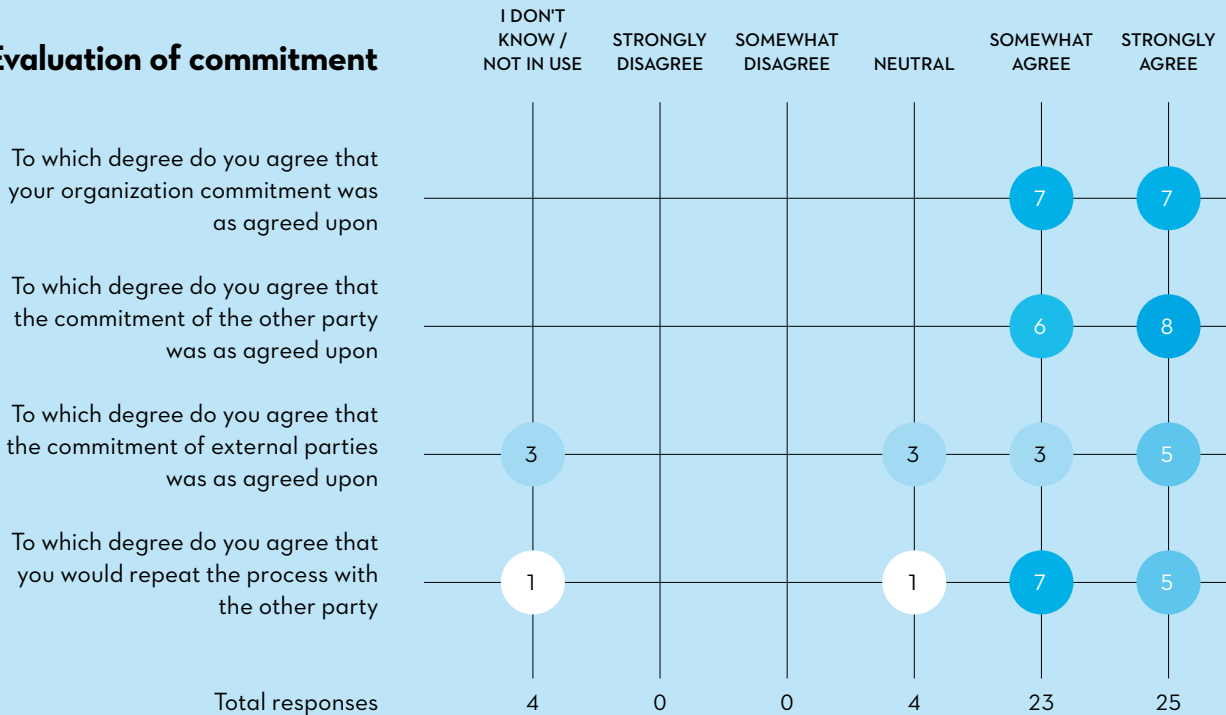 Evaluation of commitment
I DON'T
KNOW /
NOT IN USE
STRONGLY
DISAGREE
SOMEWHAT
DISAGREE
NEUTRAL
SOMEWHAT
AGREE
STRONGLY
AGREE
To which degree do you agree that
your organization commitment was
as agreed upon
7 7
To which degree do you agree that
the commitment of the other party
was as agreed upon
6 8
To which degree do you agree that
the commitment of external parties
was as agreed upon
3 3 3 5
To which degree do you agree that
you would repeat the process with
the other party
1 1 7 5
Total responses 4 0 0 4 23 25